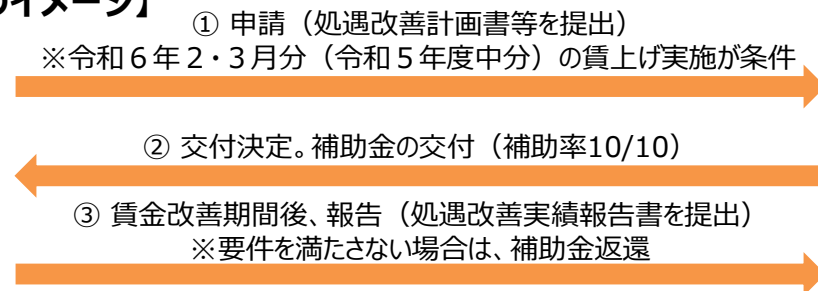 イメージ】
① 申請（処遇改善計画書等を提出）
※令和６年２・３月分（令和５年度中分）の賃上げ実施が条件
② 交付決定。補助金の交付（補助率10/10）
③ 賃金改善期間後、報告（処遇改善実績報告書を提出）
※要件を満たさない場合は、補助金返還